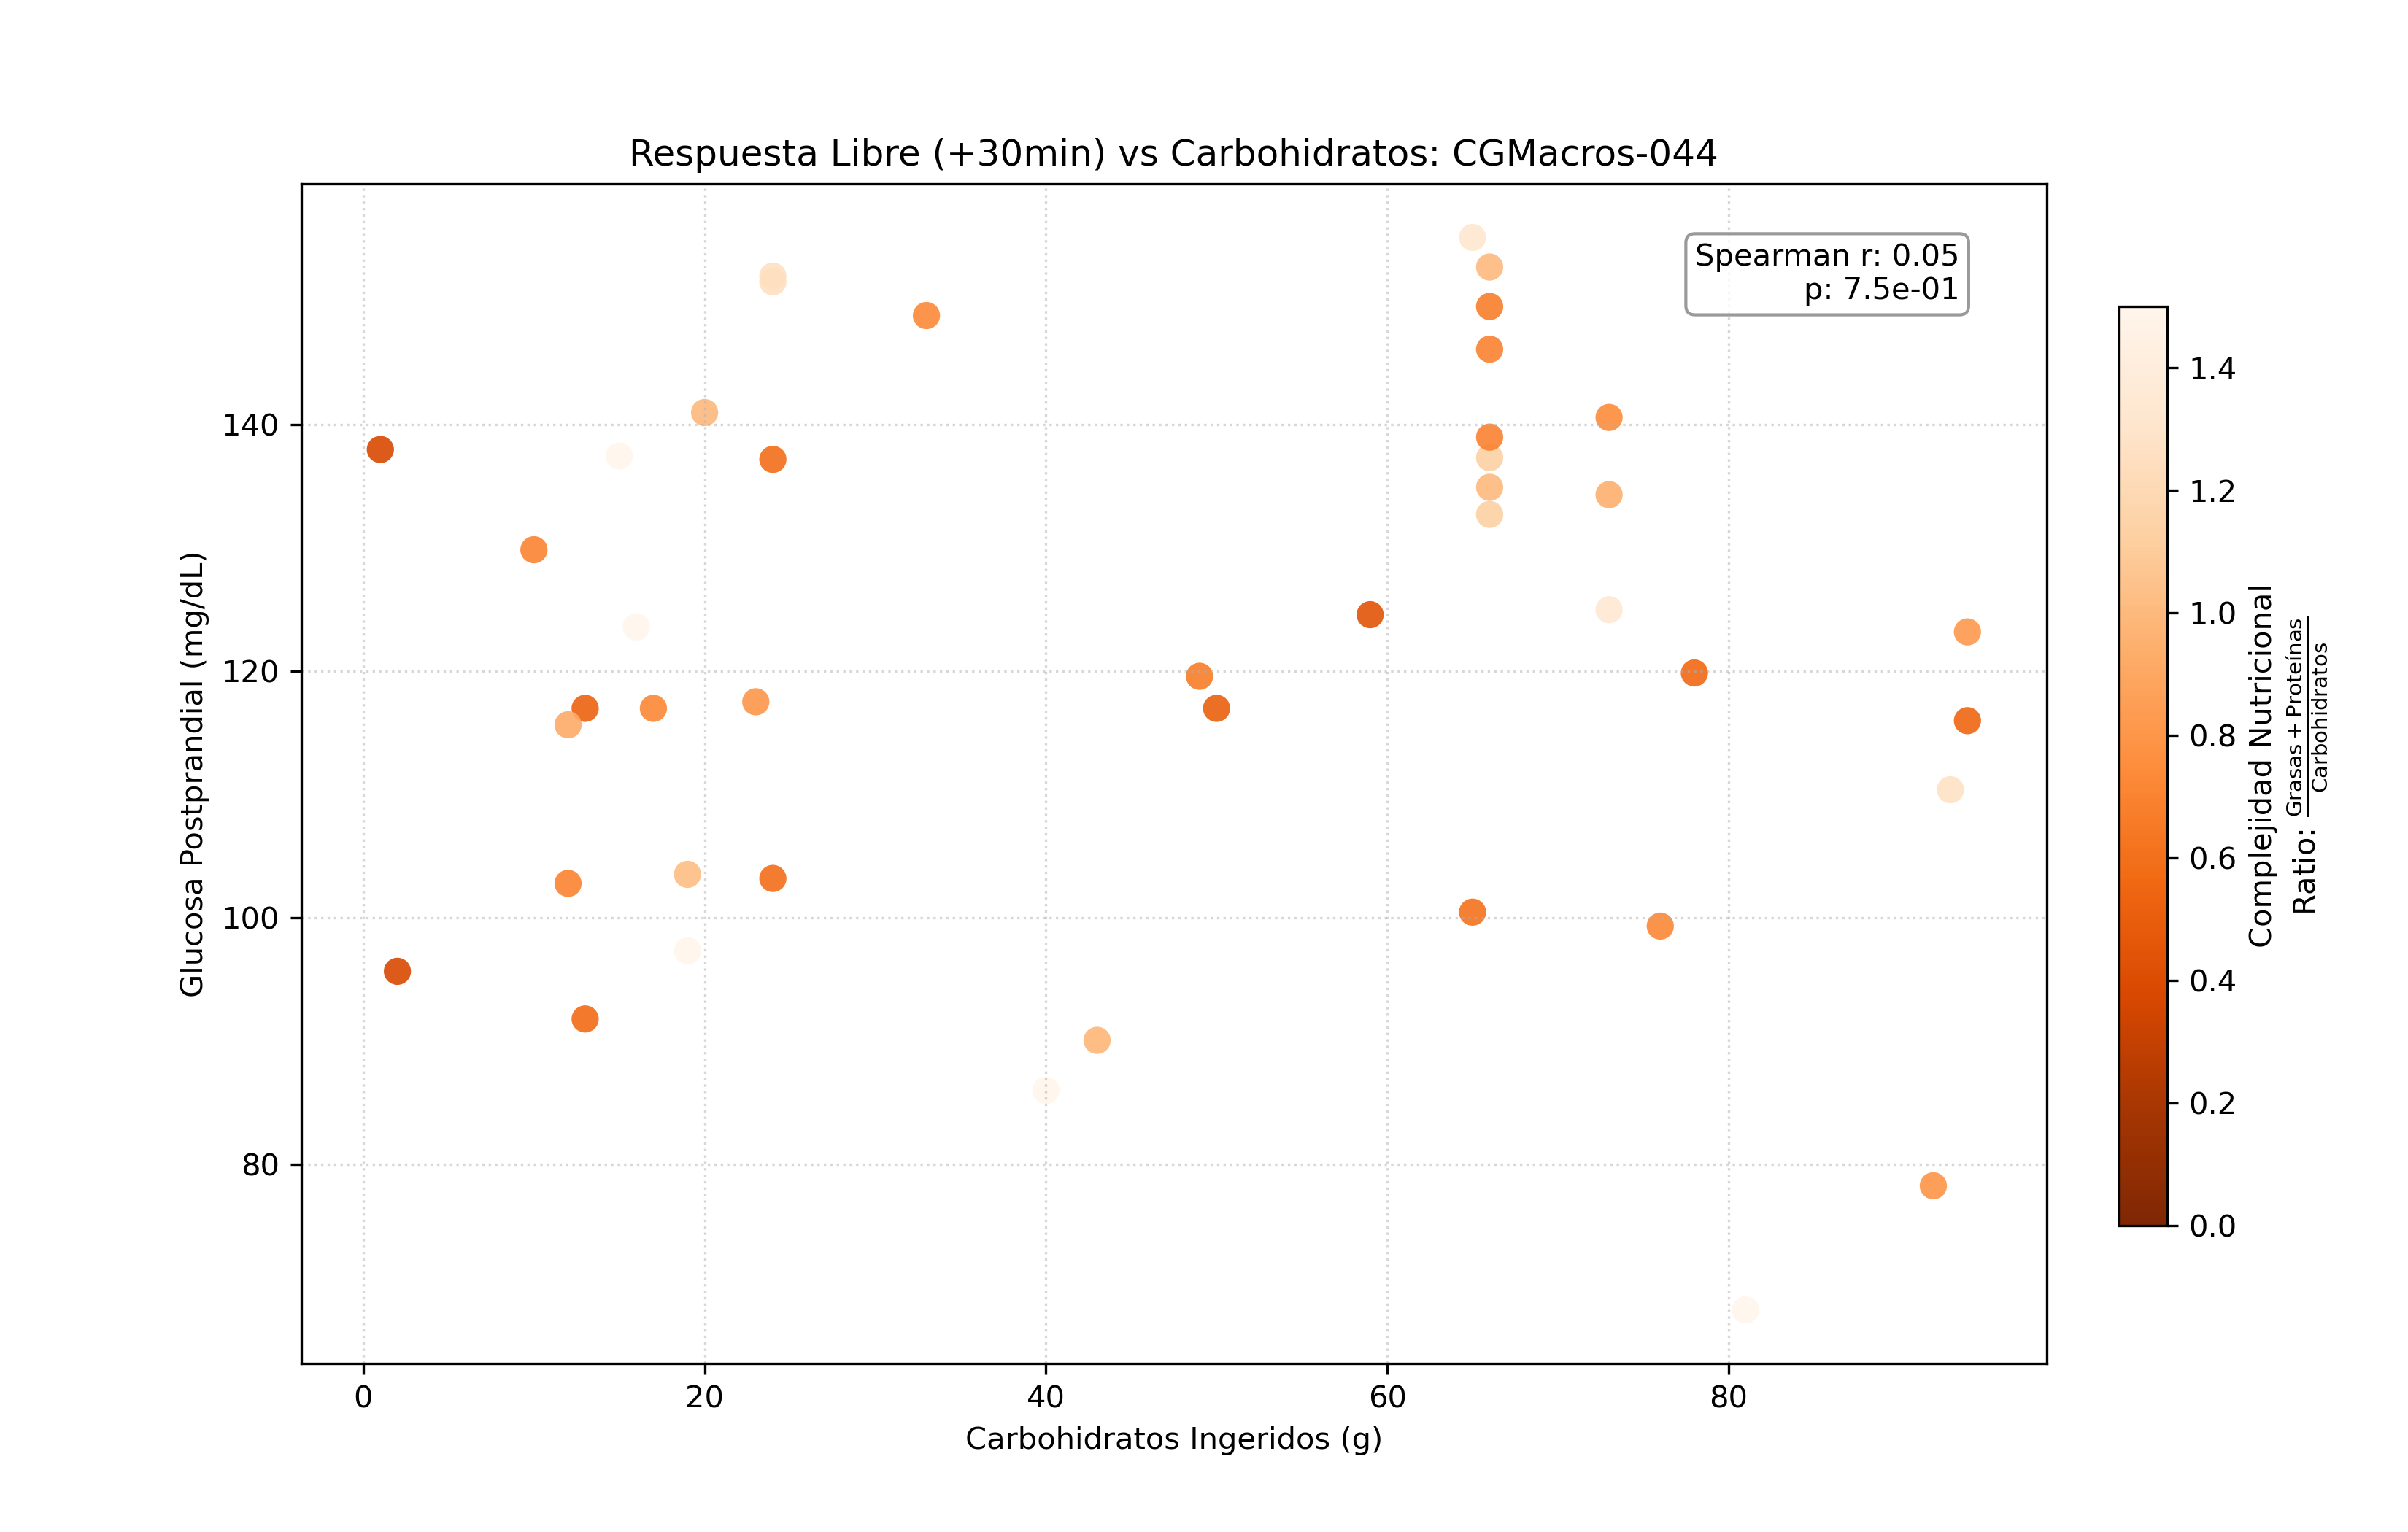 Respuesta Libre (+30min) vs Carbohidratos: CGMacros-044
Spearman r: 0.05
p: 7.5e-01
Glucosa Postprandial (mg/dL)
140
120
100
80
0
20
40
60
80
Carbohidratos Ingeridos (g)
1.4
1.2
1.0
0.8
0.6
0.4
0.2
0.0
Complejidad Nutricional
Ratio: Grasas + Proteínas
Carbohidratos